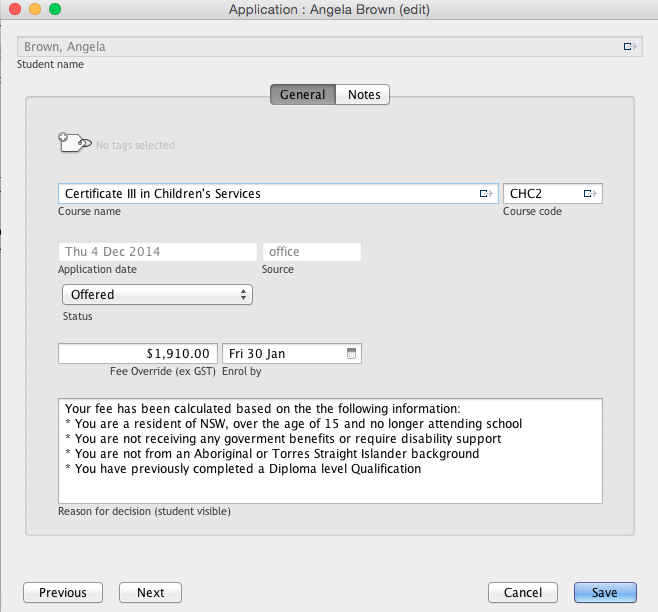 Application : Angela Brown (edit)
Brown, Angela
Student name
General Notes
No tags selected
Certificate III in Children's Services CHC2
Course name Course code
Thu 4 Dec 2014 office
Application date Source
Offered
Status
$1,910.00 Fri 30 Jan
Fee Override (ex GST) Enrol by
Your fee has been calculated based on the the following information:
* You are a resident of NSW, over the age of 15 and no longer attending school
* You are not receiving any goverment benefits or require disability support
* You are not from an Aboriginal or Torres Straight Islander background
* You have previously completed a Diploma level Qualification
Reason for decision (student visible)
Previous Next Cancel Save